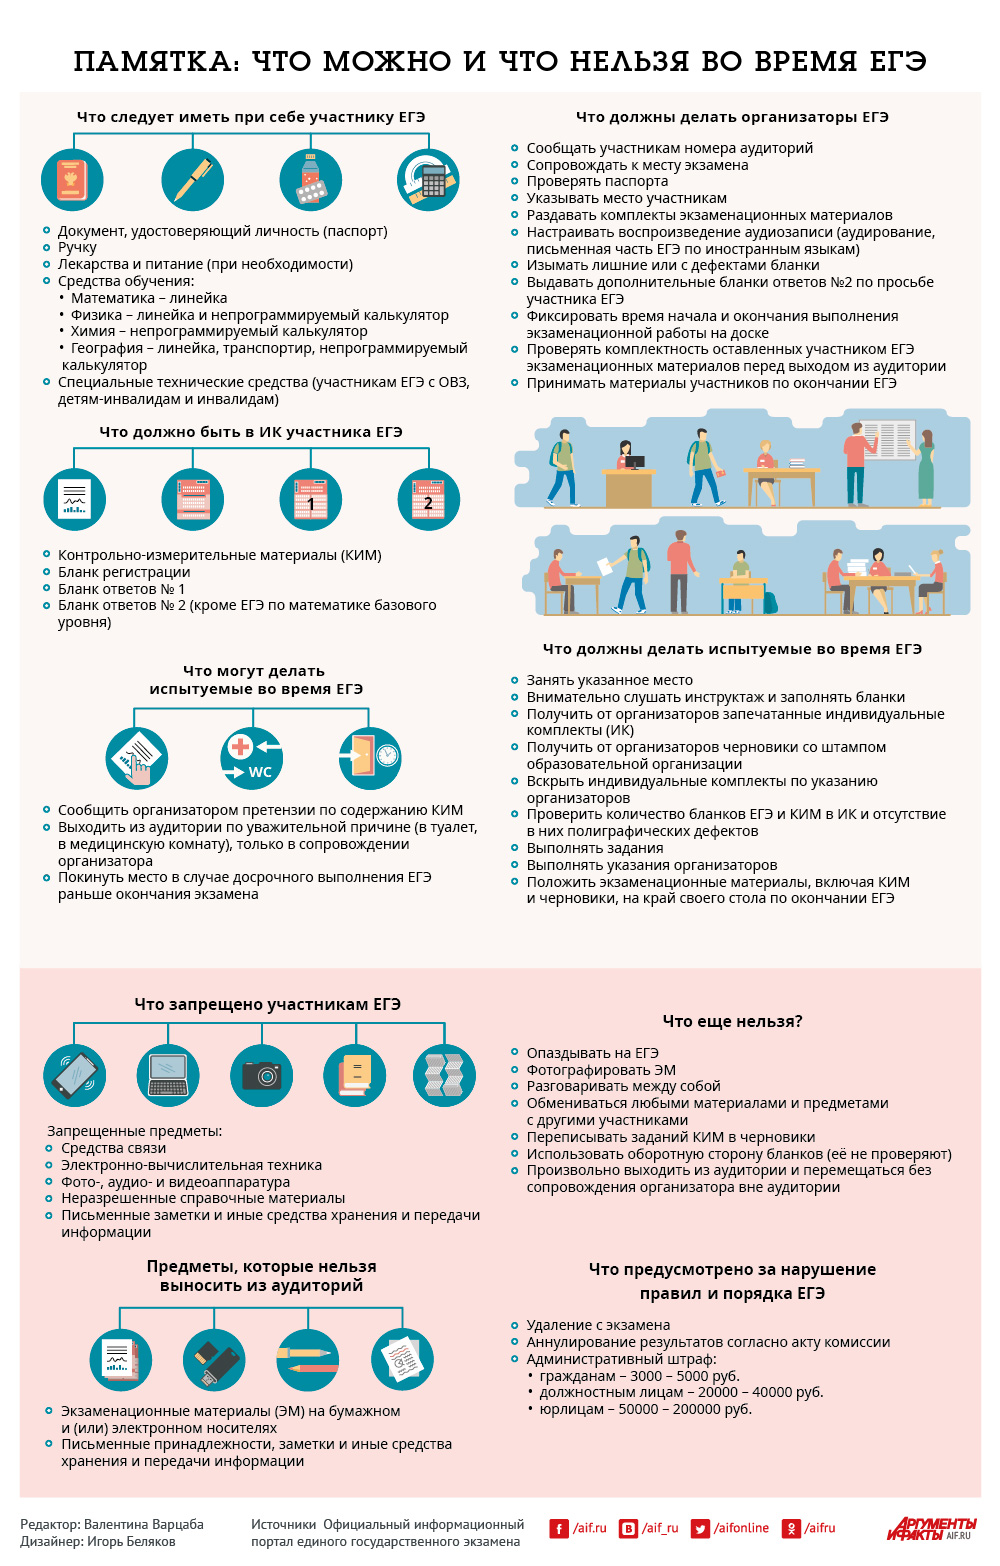 ПАМЯТКА: ЧТО МОЖНО И ЧТО НЕЛЬЗЯ ВО ВРЕМЯ ЕГЭ
Что следует иметь при себе участнику ЕГЭ
Документ, удостоверяющий личность (паспорт)
Ручку
Лекарства и питание (при необходимости)
Средства обучения:
• Математика – линейка
• Физика – линейка и непрограммируемый калькулятор
• Химия – непрограммируемый калькулятор
• География – линейка, транспортир, непрограммируемый
калькулятор
Специальные технические средства (участникам ЕГЭ с ОВЗ,
детям-инвалидам и инвалидам)
Что должно быть в ИК участника ЕГЭ
1
2
Контрольно-измерительные материалы (КИМ)
Бланк регистрации
Бланк ответов № 1
Бланк ответов № 2 (кроме ЕГЭ по математике базового
уровня)
Что могут делать
испытуемые во время ЕГЭ
WC
Сообщить организатором претензии по содержанию КИМ
Выходить из аудитории по уважительной причине (в туалет,
в медицинскую комнату), только в сопровождении
организатора
Покинуть место в случае досрочного выполнения ЕГЭ
раньше окончания экзамена
Что должны делать организаторы ЕГЭ
Сообщать участникам номера аудиторий
Сопровождать к месту экзамена
Проверять паспорта
Указывать место участникам
Раздавать комплекты экзаменационных материалов
Настраивать воспроизведение аудиозаписи (аудирование,
письменная часть ЕГЭ по иностранным языкам)
Изымать лишние или с дефектами бланки
Выдавать дополнительные бланки ответов №2 по просьбе
участника ЕГЭ
Фиксировать время начала и окончания выполнения
экзаменационной работы на доске
Проверять комплектность оставленных участником ЕГЭ
экзаменационных материалов перед выходом из аудитории
Принимать материалы участников по окончании ЕГЭ
Что должны делать испытуемые во время ЕГЭ
Занять указанное место
Внимательно слушать инструктаж и заполнять бланки
Получить от организаторов запечатанные индивидуальные
комплекты (ИК)
Получить от организаторов черновики со штампом
образовательной организации
Вскрыть индивидуальные комплекты по указанию
организаторов
Проверить количество бланков ЕГЭ и КИМ в ИК и отсутствие
в них полиграфических дефектов
Выполнять задания
Выполнять указания организаторов
Положить экзаменационные материалы, включая КИМ
и черновики, на край своего стола по окончании ЕГЭ
Что запрещено участникам ЕГЭ
Запрещенные предметы:
Средства связи
Электронно-вычислительная техника
Фото-, аудио- и видеоаппаратура
Неразрешенные справочные материалы
Письменные заметки и иные средства хранения и передачи
информации
Предметы, которые нельзя
выносить из аудиторий
Экзаменационные материалы (ЭМ) на бумажном
и (или) электронном носителях
Письменные принадлежности, заметки и иные средства
хранения и передачи информации
Что еще нельзя?
Опаздывать на ЕГЭ
Фотографировать ЭМ
Разговаривать между собой
Обмениваться любыми материалами и предметами
с другими участниками
Переписывать заданий КИМ в черновики
Использовать оборотную сторону бланков (её не проверяют)
Произвольно выходить из аудитории и перемещаться без
сопровождения организатора вне аудитории
Что предусмотрено за нарушение
правил и порядка ЕГЭ
Удаление с экзамена
Аннулирование результатов согласно акту комиссии
Административный штраф:
• гражданам – 3000 – 5000 руб.
• должностным лицам – 20000 – 40000 руб.
• юрлицам – 50000 – 200000 руб.
Редактор: Валентина Варцаба
Дизайнер: Игорь Беляков
Источники Официальный информационный
портал единого государственного экзамена
/aif.ru /aif_ru /aifonline /aifru
АРГУМЕНТЫ
И ФАКТЫ AIF.RU